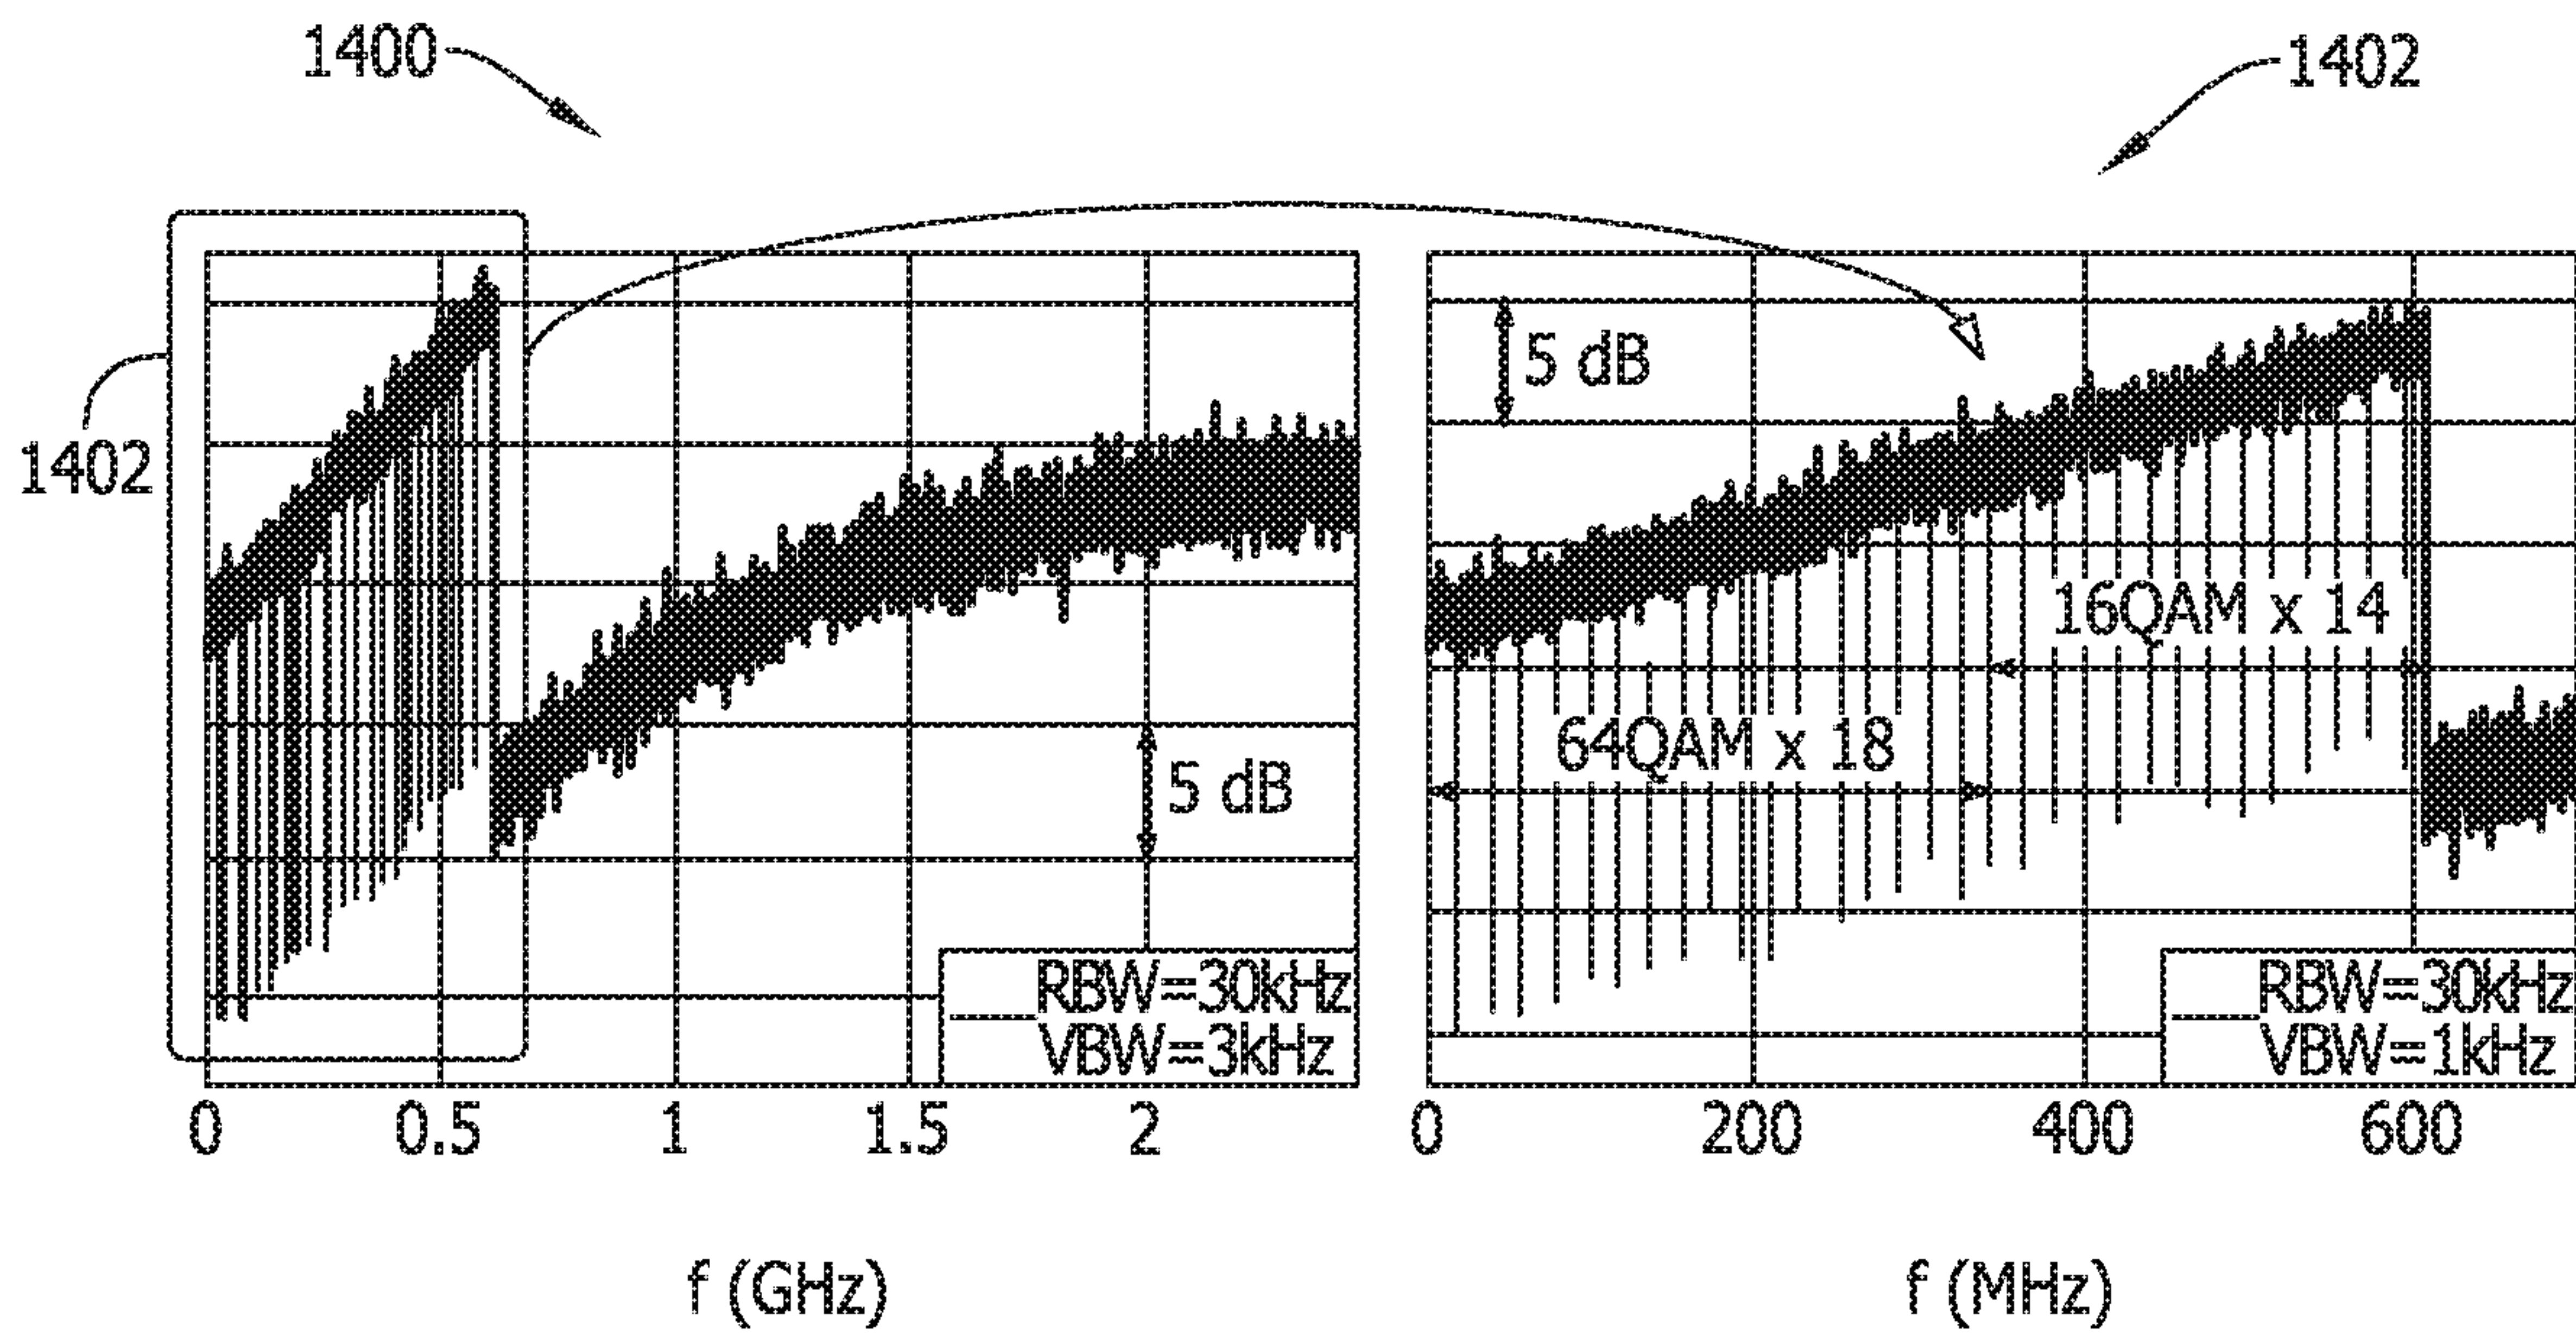 1400
1402
1402
5 dB
16QAM x 14
64QAM x 18
5 dB
RBW=30kHz
VBW=3kHz
RBW=30kHz
VBW=1kHz
0 0.5 1 1.5 2
0 200 400 600
f (GHz)
f (MHz)